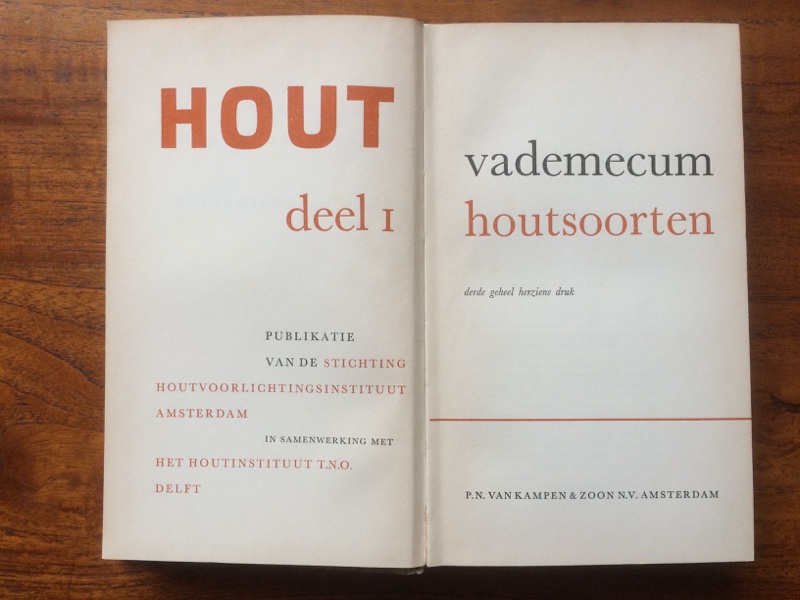 HOUT
deel I
PUBLIKATIE
VAN DE STICHTING
HOUTVOORLICHTINGSINSTITUUT
AMSTERDAM
IN SAMENWERKING MET
HET HOUTINSTITUUT T.N.O.
DELFT
vademecum
houtsoorten
derde geheel herziene druk
P.N. VAN KAMPEN & ZOON N.V. AMSTERDAM